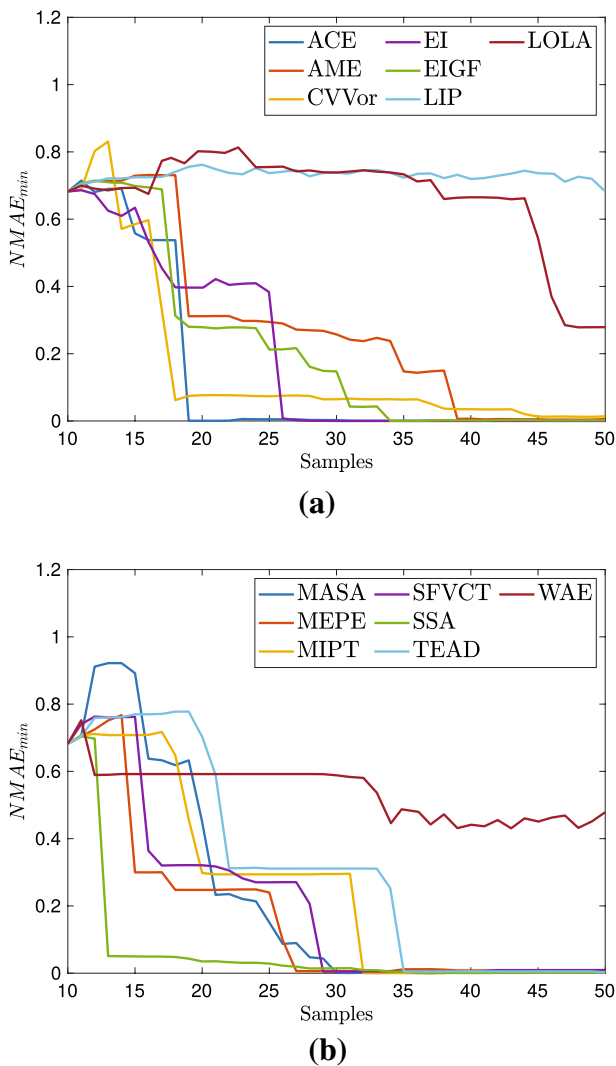 1.2
1
0.8
0.6
0.4
0.2
0
NMAE_min
ACE EI LOLA
AME EIGF
CVVor LIP
10 15 20 25 30 35 40 45 50
Samples
(a)
1.2
1
0.8
0.6
0.4
0.2
0
NMAE_min
MASA SFVCT WAE
MEPE SSA
MIPT TEAD
10 15 20 25 30 35 40 45 50
Samples
(b)